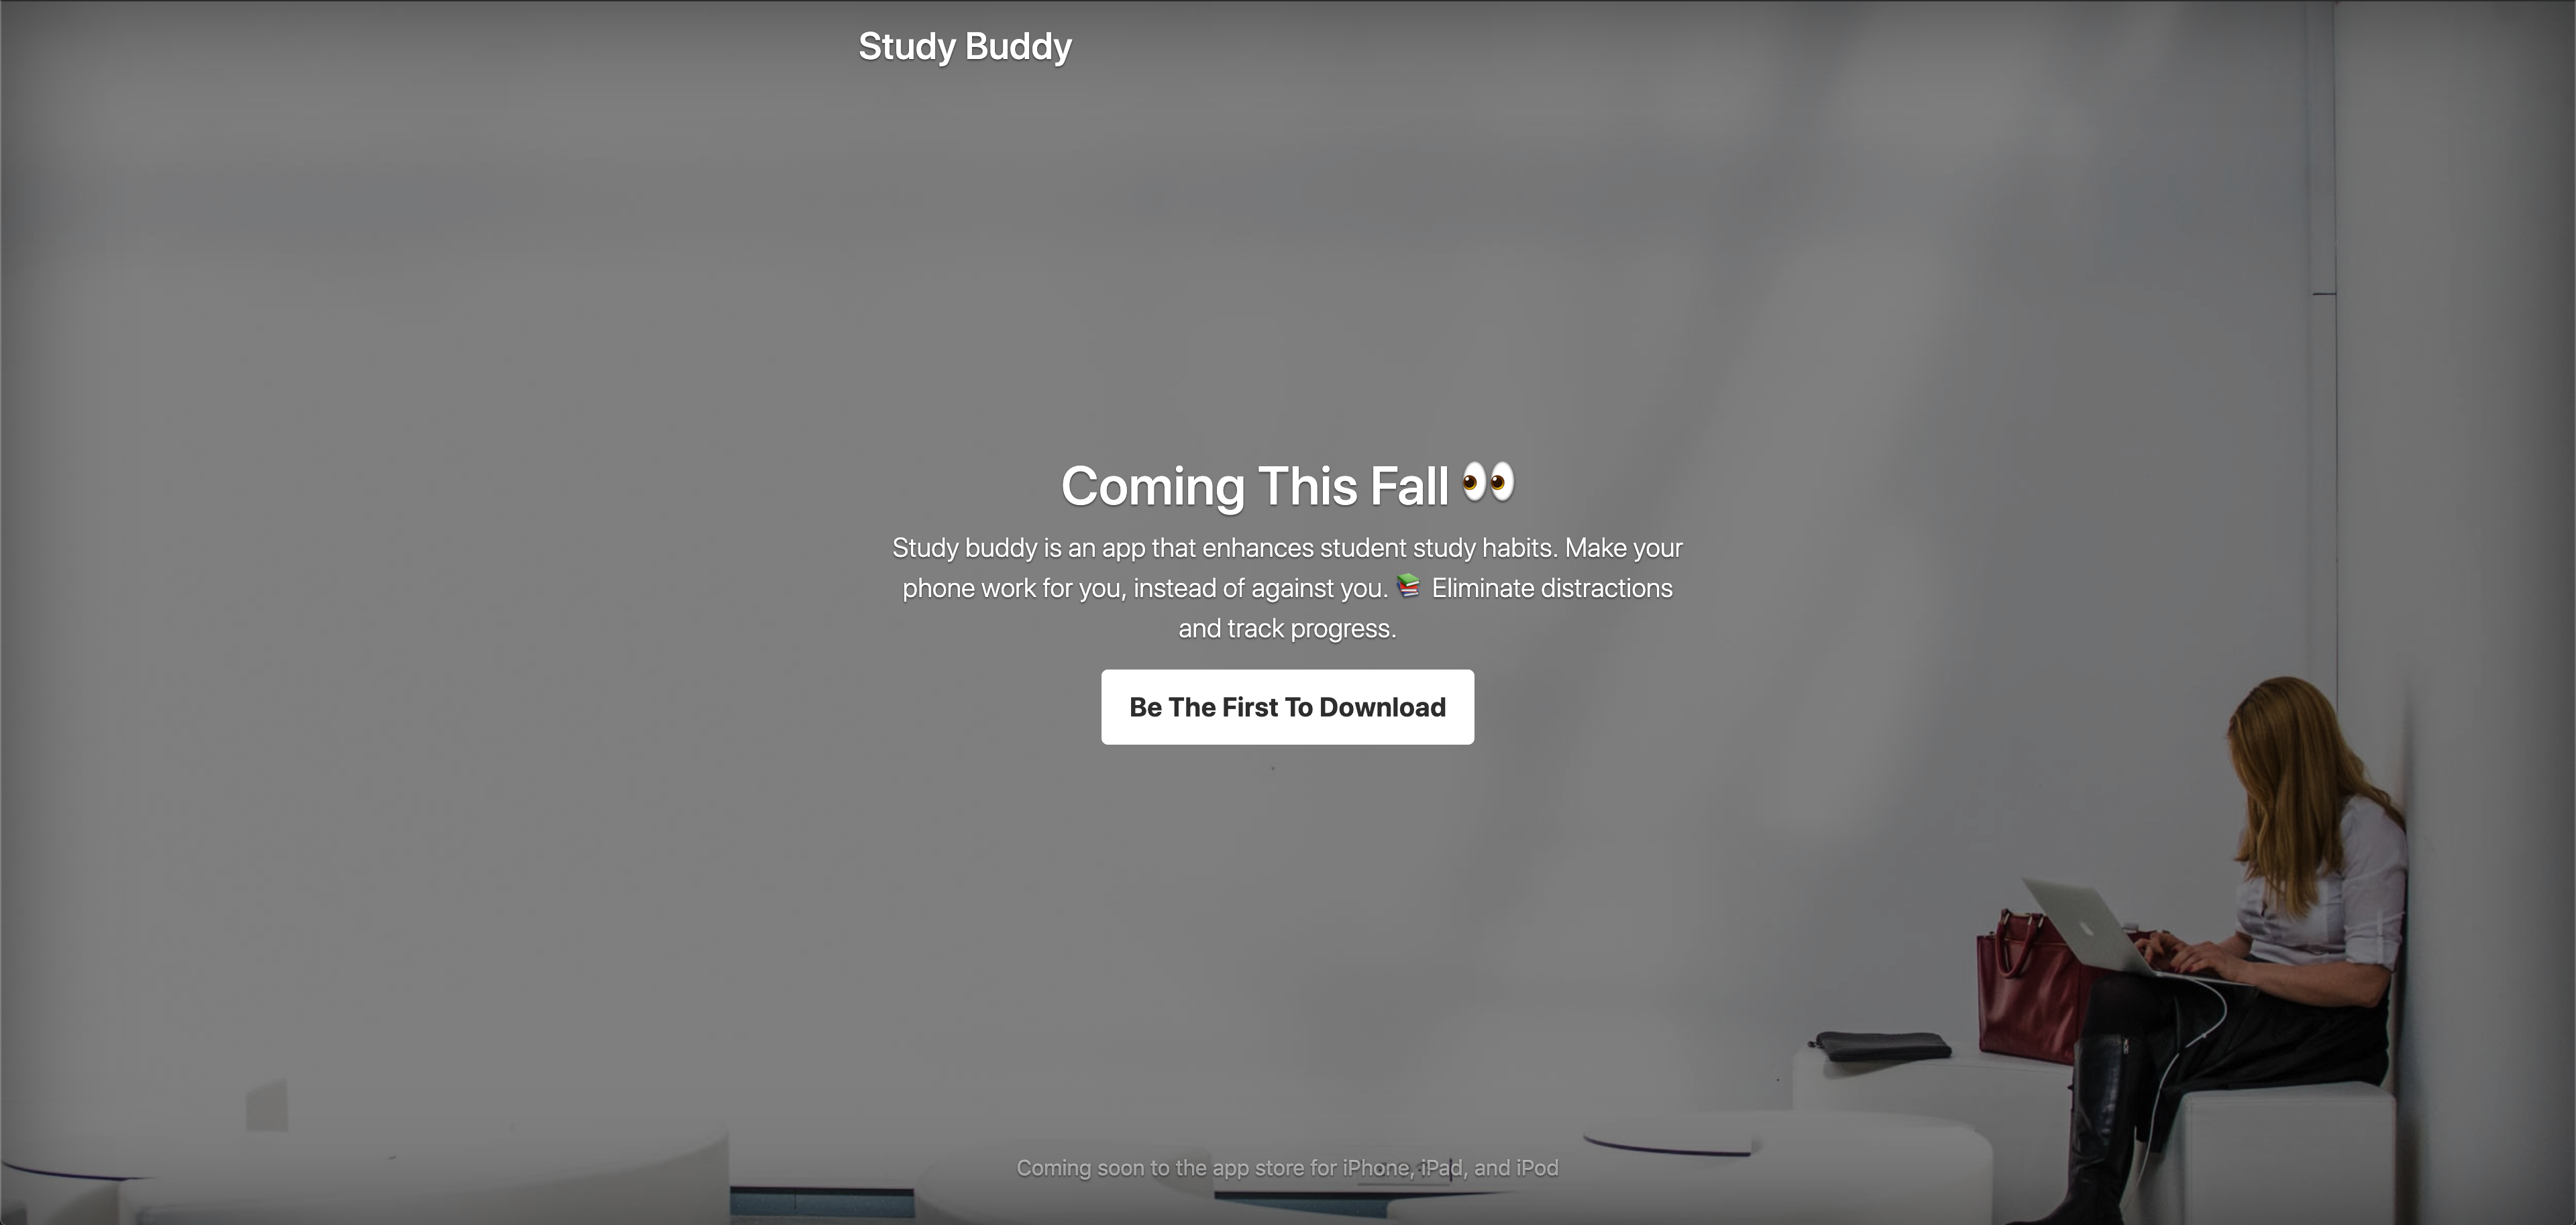 Study Buddy
Coming This Fall 👀
Study buddy is an app that enhances student study habits. Make your
phone work for you, instead of against you. 📚 Eliminate distractions
and track progress.
Be The First To Download
Coming soon to the app store for iPhone, iPad, and iPod